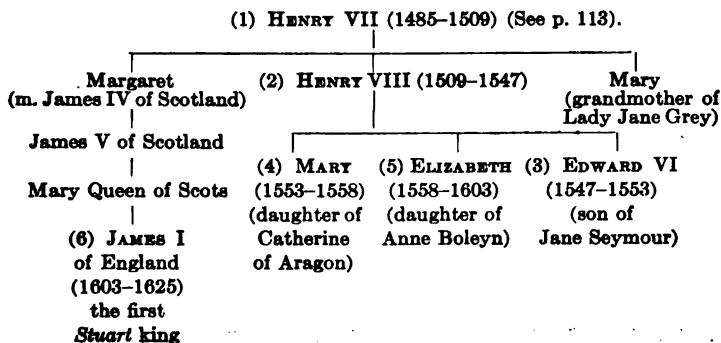 (1) HENRY VII (1485–1509) (See p. 113).
Margaret
(m. James IV of Scotland)
James V of Scotland
Mary Queen of Scots
(6) JAMES I
of England
(1603–1625)
the first
Stuart king
(2) HENRY VIII (1509–1547)
Mary
(grandmother of
Lady Jane Grey)
(4) MARY
(1553–1558)
(daughter of
Catherine
of Aragon)
(5) ELIZABETH
(1558–1603)
(daughter of
Anne Boleyn)
(3) EDWARD VI
(1547–1553)
(son of
Jane Seymour)